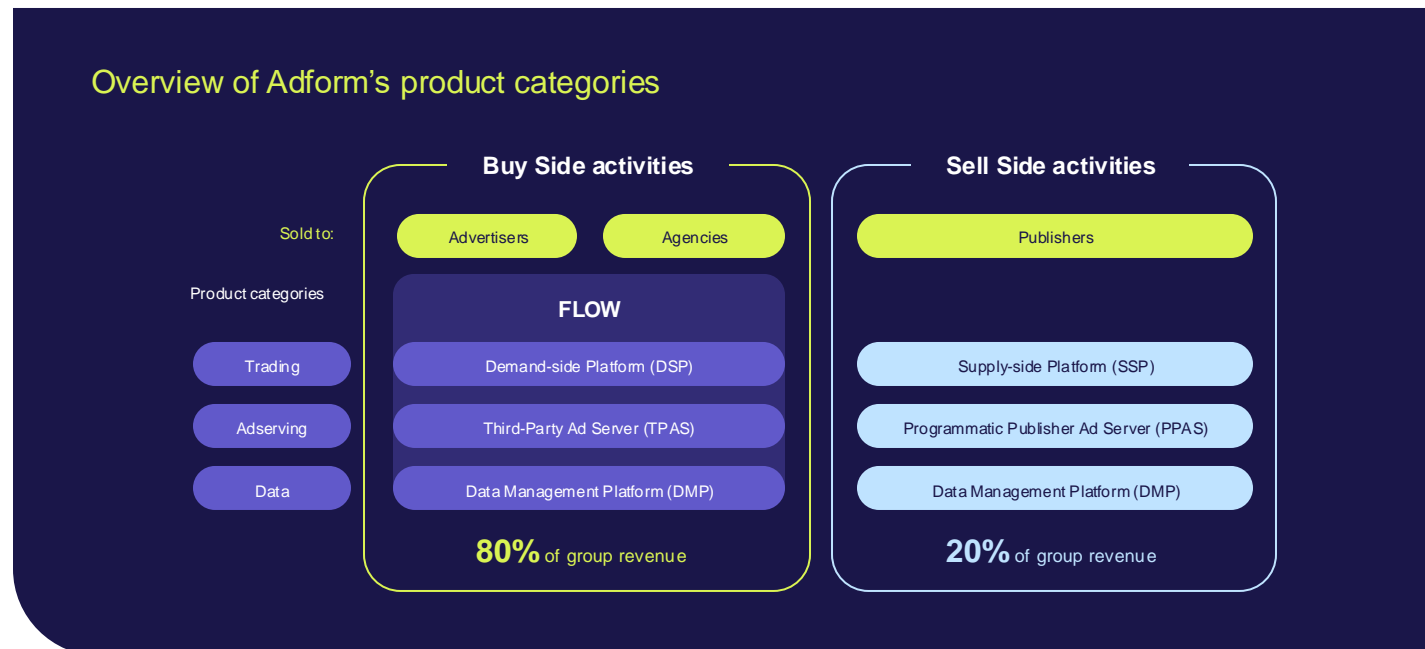 Overview of Adform’s product categories
Buy Side activities
Sell Side activities
Sold to:
Advertisers
Agencies
Publishers
Product categories
FLOW
Trading
Demand-side Platform (DSP)
Supply-side Platform (SSP)
Adserving
Third-Party Ad Server (TPAS)
Programmatic Publisher Ad Server (PPAS)
Data
Data Management Platform (DMP)
Data Management Platform (DMP)
80% of group revenue
20% of group revenue